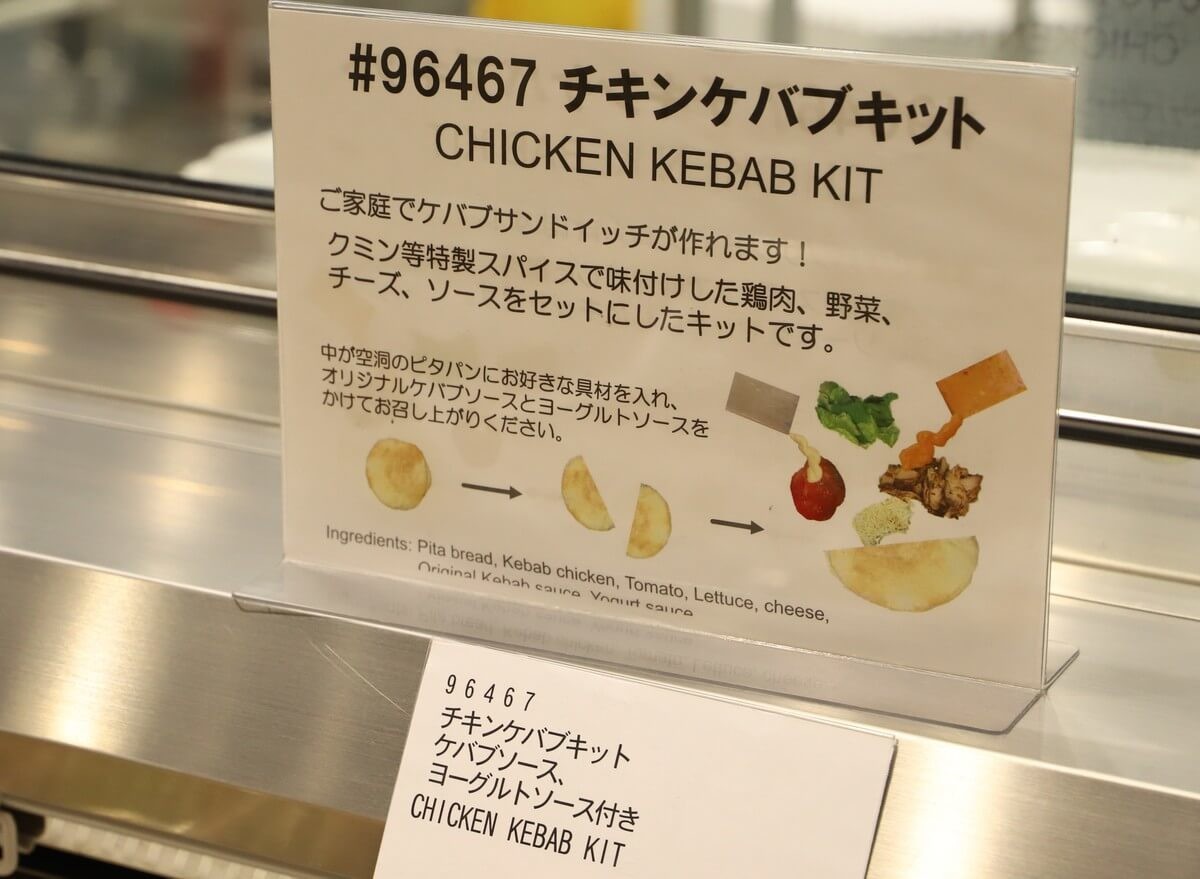 #96467 チキンケバブキット
CHICKEN KEBAB KIT
ご家庭でケバブサンドイッチが作れます！
クミン等特製スパイスで味付けした鶏肉、野菜、
チーズ、ソースをセットにしたキットです。
中が空洞のピタパンにお好きな具材を入れ、
オリジナルケバブソースとヨーグルトソースを
かけてお召し上がりください。
Ingredients: Pita bread, Kebab chicken, Tomato, Lettuce, cheese,
Original Kebab sauce, Yogurt sauce
96467
チキンケバブキット
ケバブソース、
ヨーグルトソース付き
CHICKEN KEBAB KIT